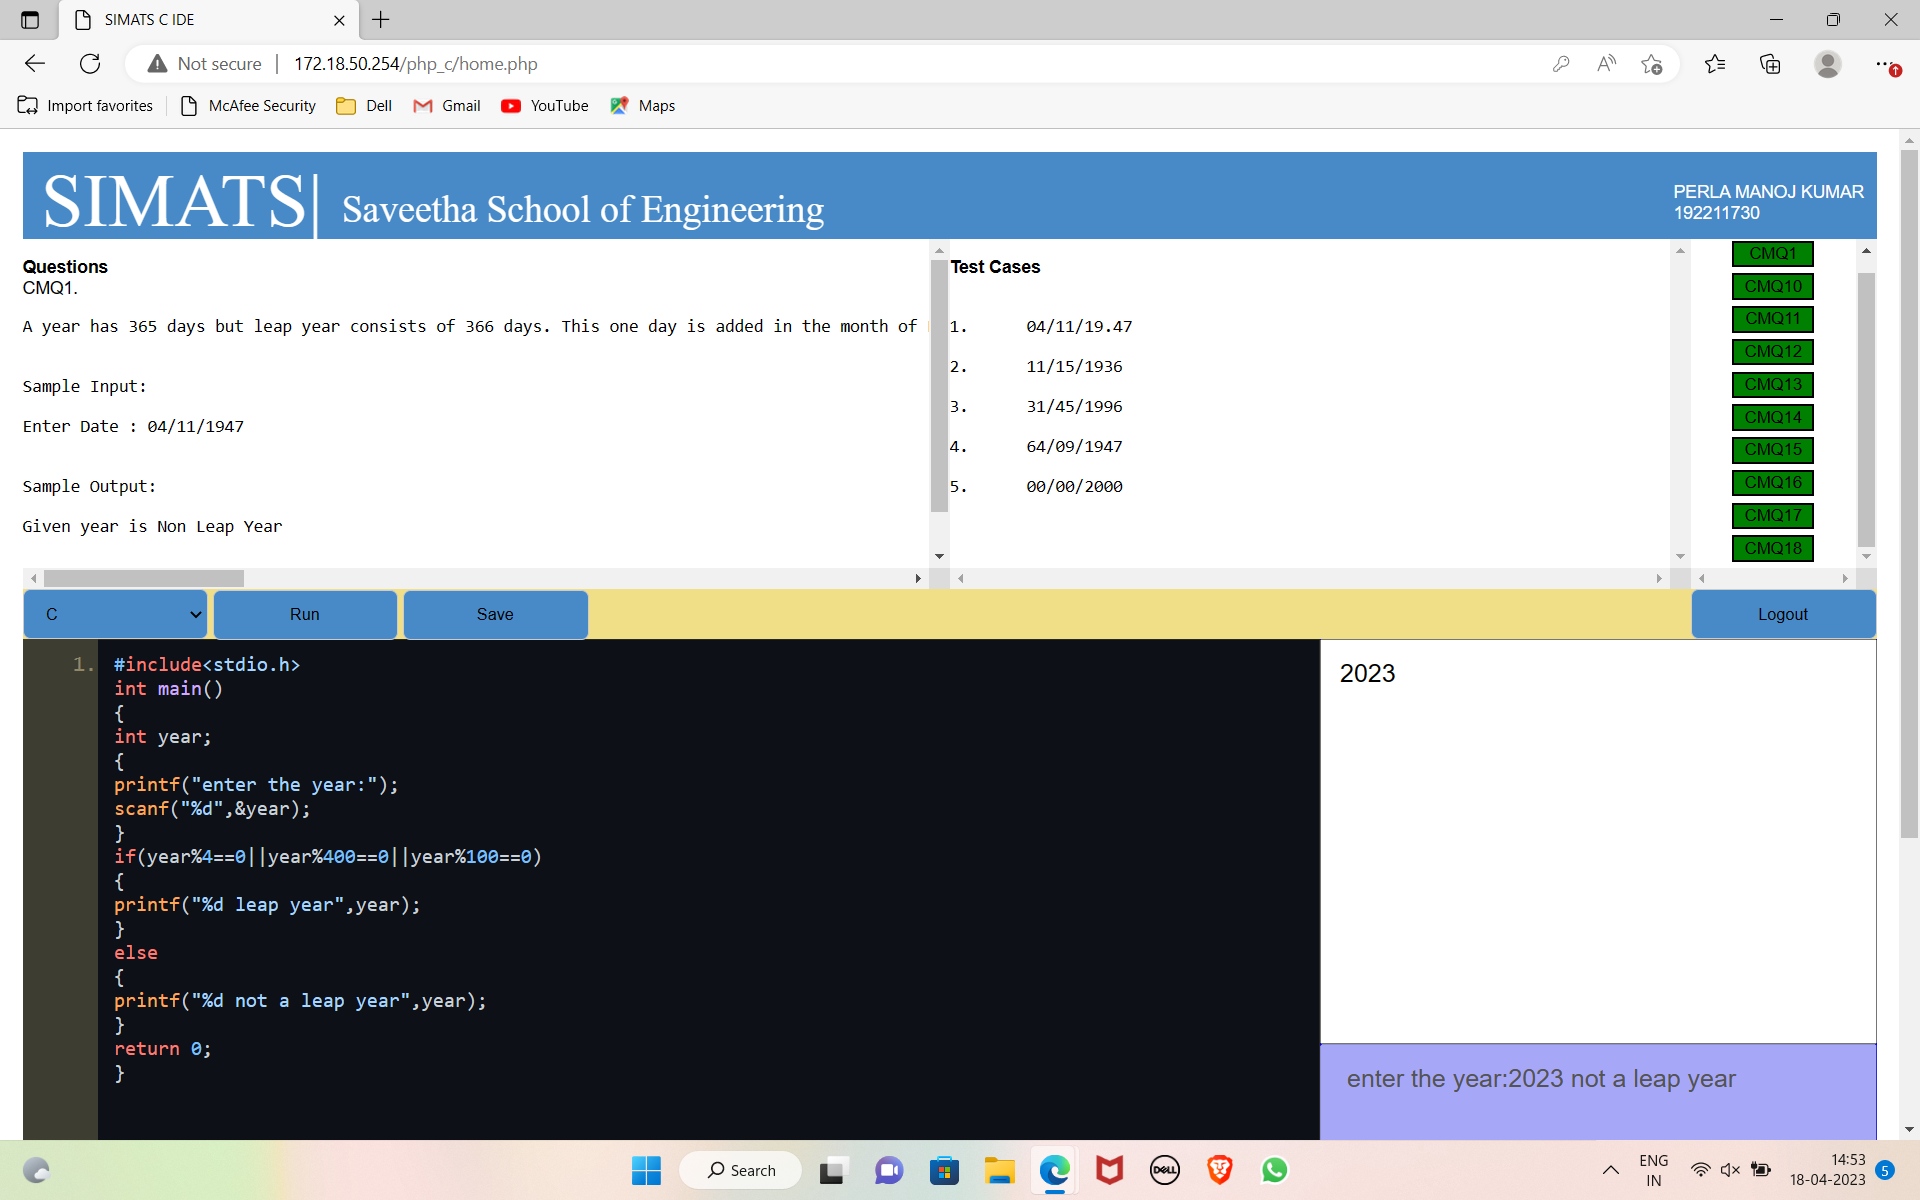 SIMATS C IDE
Not secure
172.18.50.254/php_c/home.php
Import favorites
McAfee Security
Dell
Gmail
YouTube
Maps
SIMATS| Saveetha School of Engineering
PERLA MANOJ KUMAR
192211730
Questions
CMQ1.
A year has 365 days but leap year consists of 366 days. This one day is added in the month of
Sample Input:
Enter Date : 04/11/1947
Sample Output:
Given year is Non Leap Year
Test Cases
1. 04/11/19.47
2. 11/15/1936
3. 31/45/1996
4. 64/09/1947
5. 00/00/2000
CMQ1
CMQ10
CMQ11
CMQ12
CMQ13
CMQ14
CMQ15
CMQ16
CMQ17
CMQ18
C
Run
Save
Logout
1. #include<stdio.h>
int main()
{
int year;
{
printf("enter the year:");
scanf("%d",&year);
}
if(year%4==0||year%400==0||year%100==0)
{
printf("%d leap year",year);
}
else
{
printf("%d not a leap year",year);
}
return 0;
}
2023
enter the year:2023 not a leap year
Search
DELL
ENG
IN
14:53
18-04-2023
5